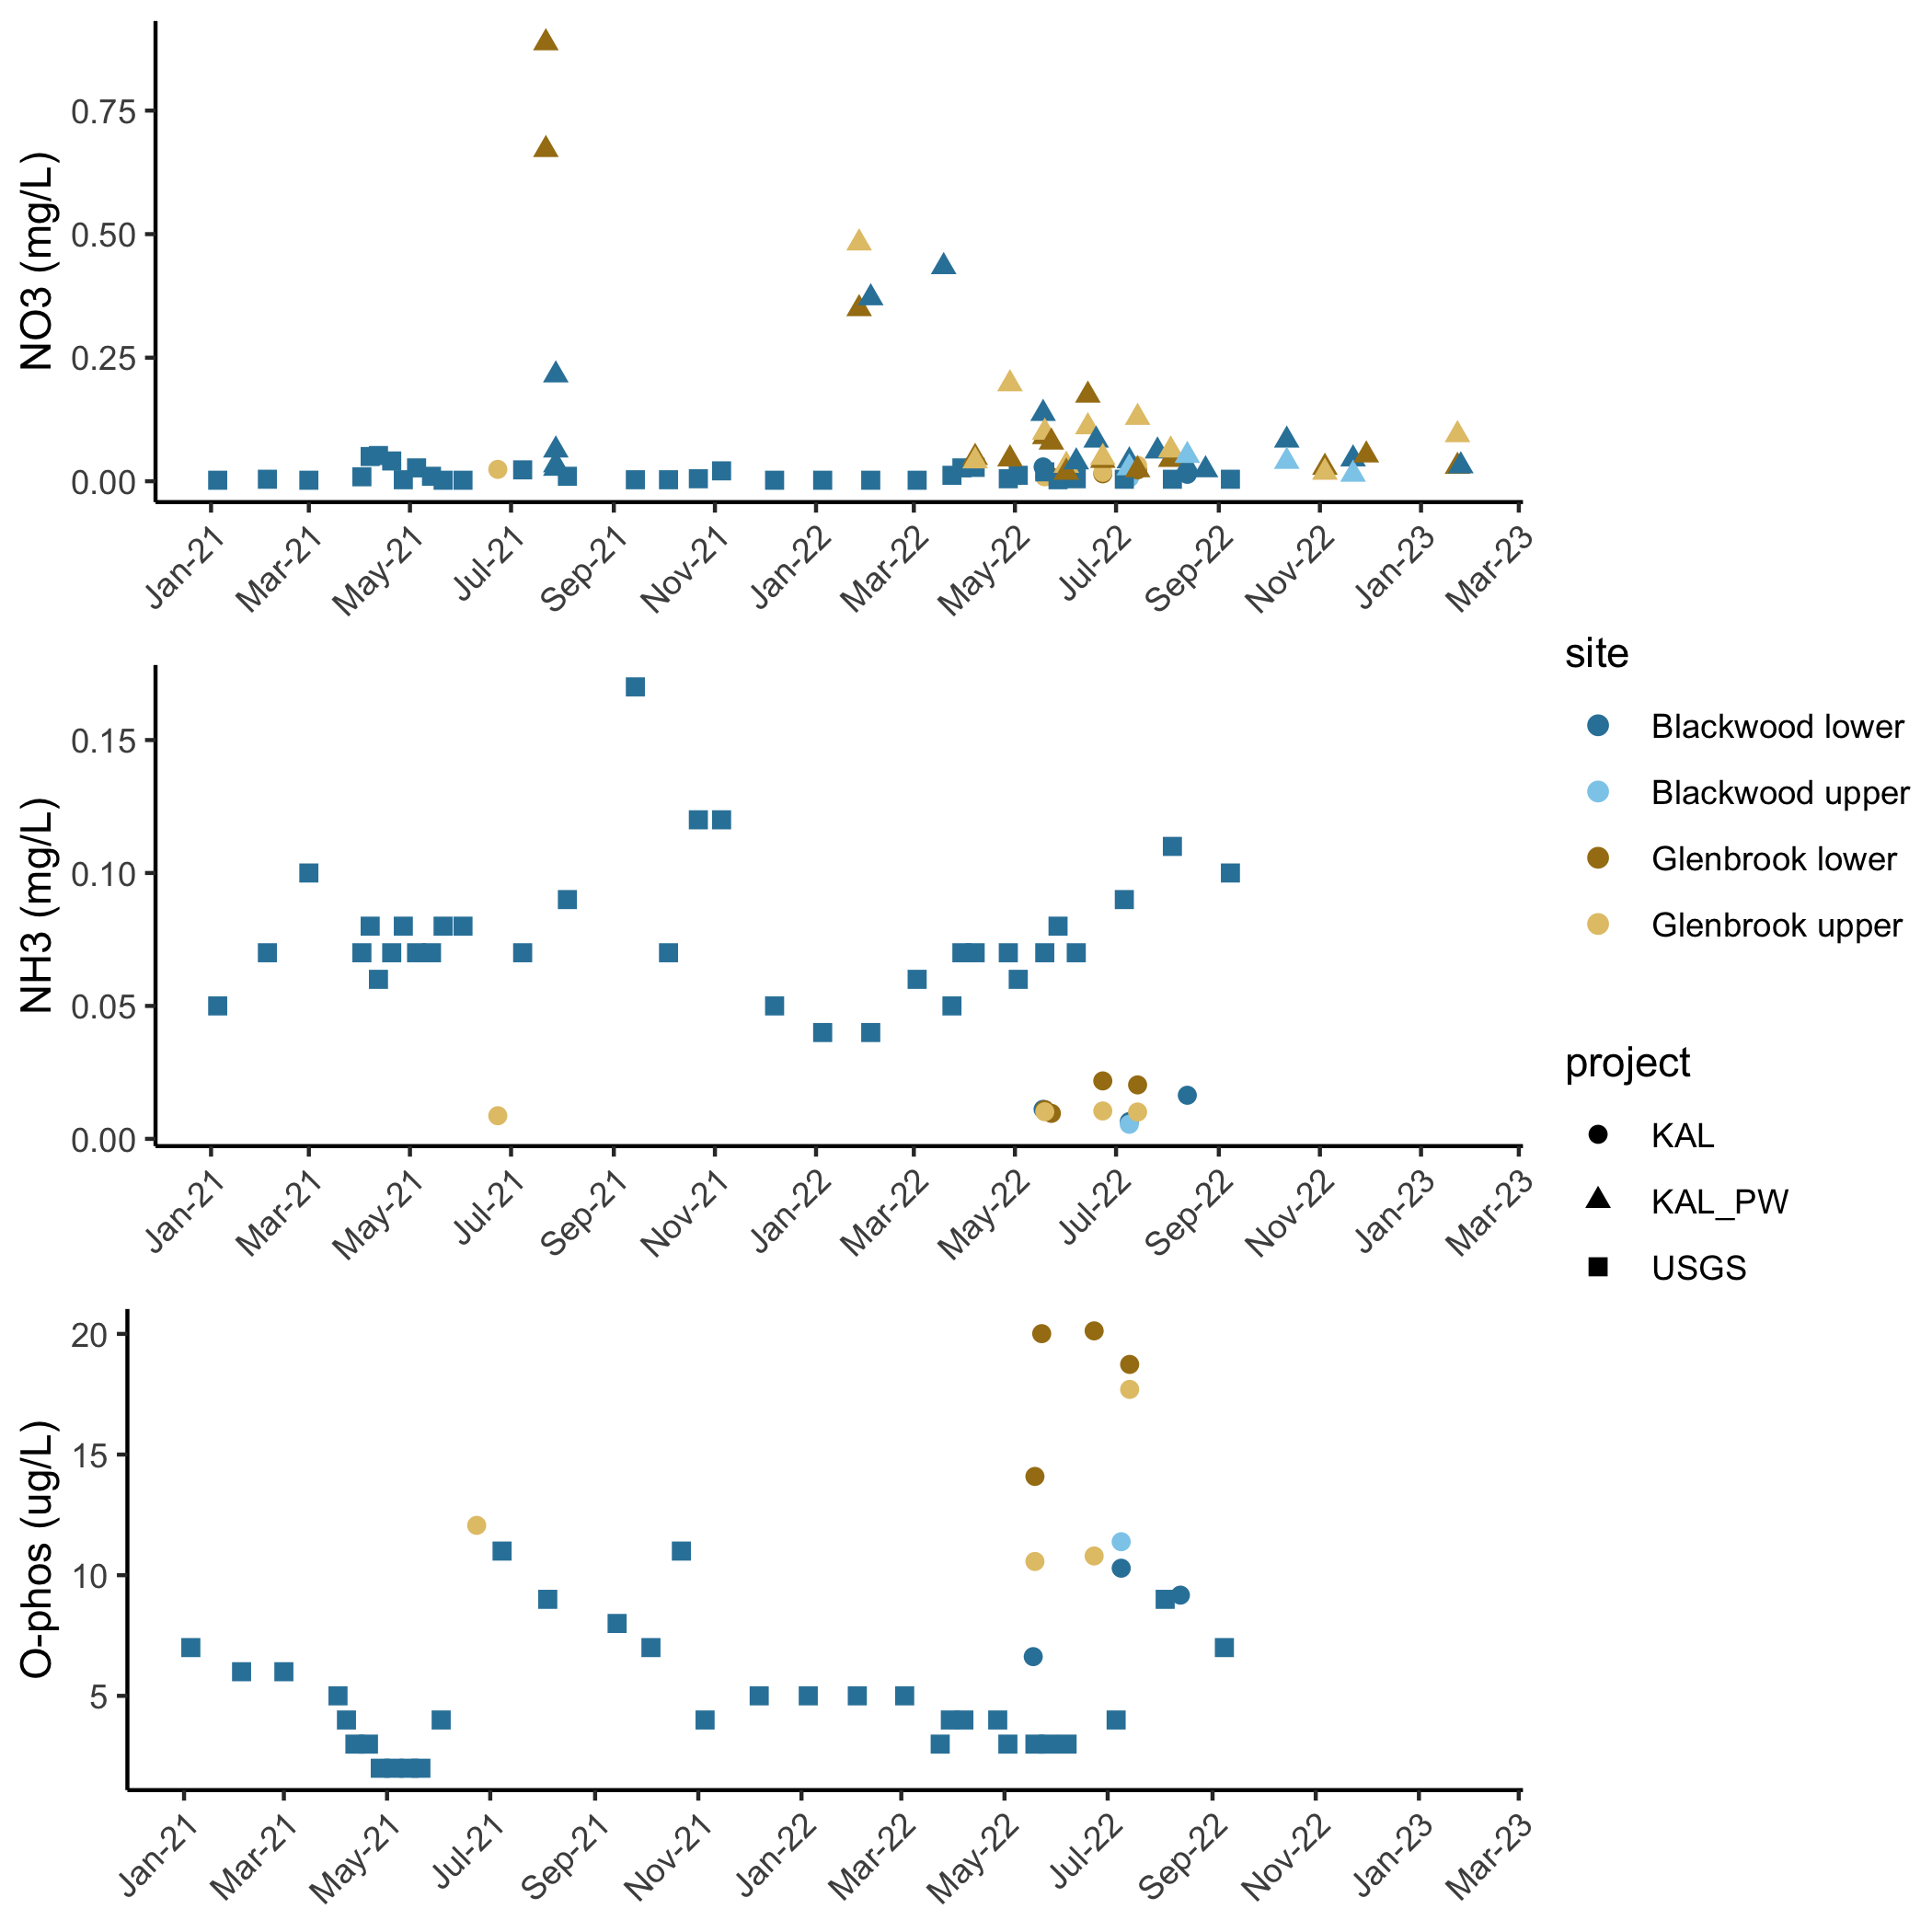 NO3 (mg/L)
0.75
0.50
0.25
0.00
Jan-21 Mar-21 May-21 Jul-21 Sep-21 Nov-21 Jan-22 Mar-22 May-22 Jul-22 Sep-22 Nov-22 Jan-23 Mar-23
NH3 (mg/L)
0.15
0.10
0.05
0.00
Jan-21 Mar-21 May-21 Jul-21 Sep-21 Nov-21 Jan-22 Mar-22 May-22 Jul-22 Sep-22 Nov-22 Jan-23 Mar-23
O-phos (ug/L)
20
15
10
5
Jan-21 Mar-21 May-21 Jul-21 Sep-21 Nov-21 Jan-22 Mar-22 May-22 Jul-22 Sep-22 Nov-22 Jan-23 Mar-23
site
Blackwood lower
Blackwood upper
Glenbrook lower
Glenbrook upper
project
KAL
KAL_PW
USGS